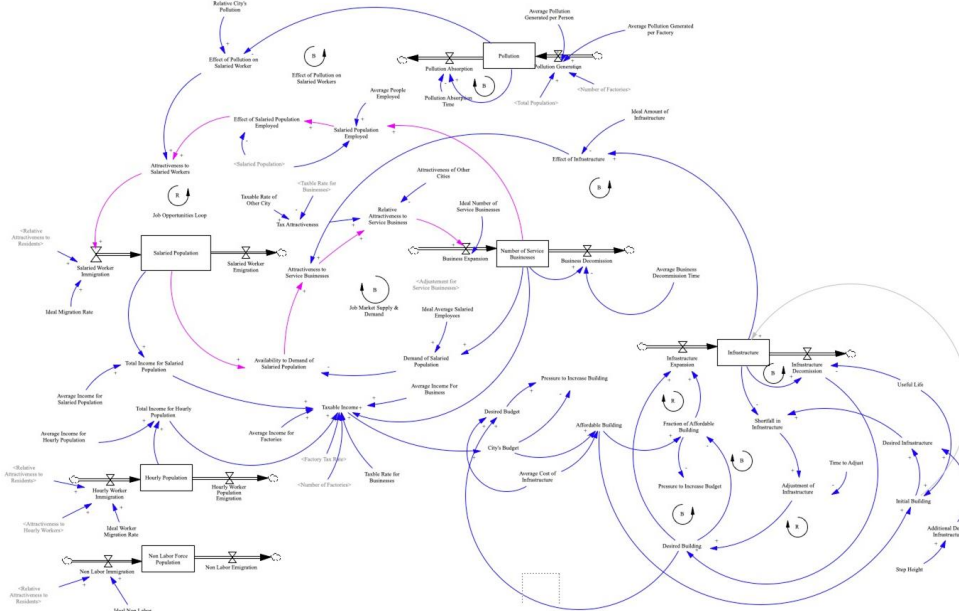 Relative City's
Pollution
Average Pollution
Generated per Person
Average Pollution Generated
per Factory
Effect of Pollution on
Salaried Worker
B
Effect of Pollution on
Salaried Workers
Pollution Absorption
Pollution
Pollution Generation
B
Pollution Absorption
Time
<Total Population>
<Number of Factories>
Average People
Employed
Effect of Salaried Population
Employed
Salaried Population
Employed
Ideal Amount of
Infrastructure
<Salaried Population>
Effect of Infrastructure
Attractiveness to
Salaried Workers
B
Job Opportunities Loop
<Taxble Rate for
Businesses>
Taxable Rate of
Other City
Tax Attractiveness
Attractiveness of Other
Cities
Relative
Attractiveness to
Service Business
Ideal Number of
Service Businesses
B
<Relative
Attractiveness to
Residents>
Salaried Worker
Immigration
Salaried Population
Salaried Worker
Emigration
Ideal Migration Rate
Attractiveness to
Service Businesses
Business Expansion
Number of Service
Businesses
Business Decomission
Average Business
Decommission Time
B
Job Market Supply &
Demand
<Adjustement for
Service Businesses>
Ideal Average Salaried
Employees
Total Income for Salaried
Population
Availability to Demand of
Salaried Population
Demand of Salaried
Population
Infrastructure
Expansion
Infrastructure
Infrastructure
Decomission
B
Average Income for
Salaried Population
Total Income for Hourly
Population
Average Income For
Business
Pressure to Increase Building
Useful Life
Taxable Income
Desired Budget
R
Average Income for
Hourly Population
Average Income for
Factories
City's Budget
Affordable Building
Fraction of Affordable
Building
Shortfall in
Infrastructure
Desired Infrastructure
<Relative
Attractiveness to
Residents>
Hourly Worker
Immigration
Hourly Population
Hourly Worker
Population
Emigration
<Factory Tax Rate>
<Number of Factories>
Taxble Rate for
Businesses
Average Cost of
Infrastructure
B
Pressure to Increase Budget
Time to Adjust
Adjustment of
Infrastructure
Initial Building
<Attractiveness to
Hourly Workers>
Ideal Worker
Migration Rate
B
R
Desired Building
Additional De
Infrastructu
Step Height
Non Labor Immigration
Non Labor Force
Population
Non Labor Emigration
<Relative
Attractiveness to
Residents>
Ideal Non Labor